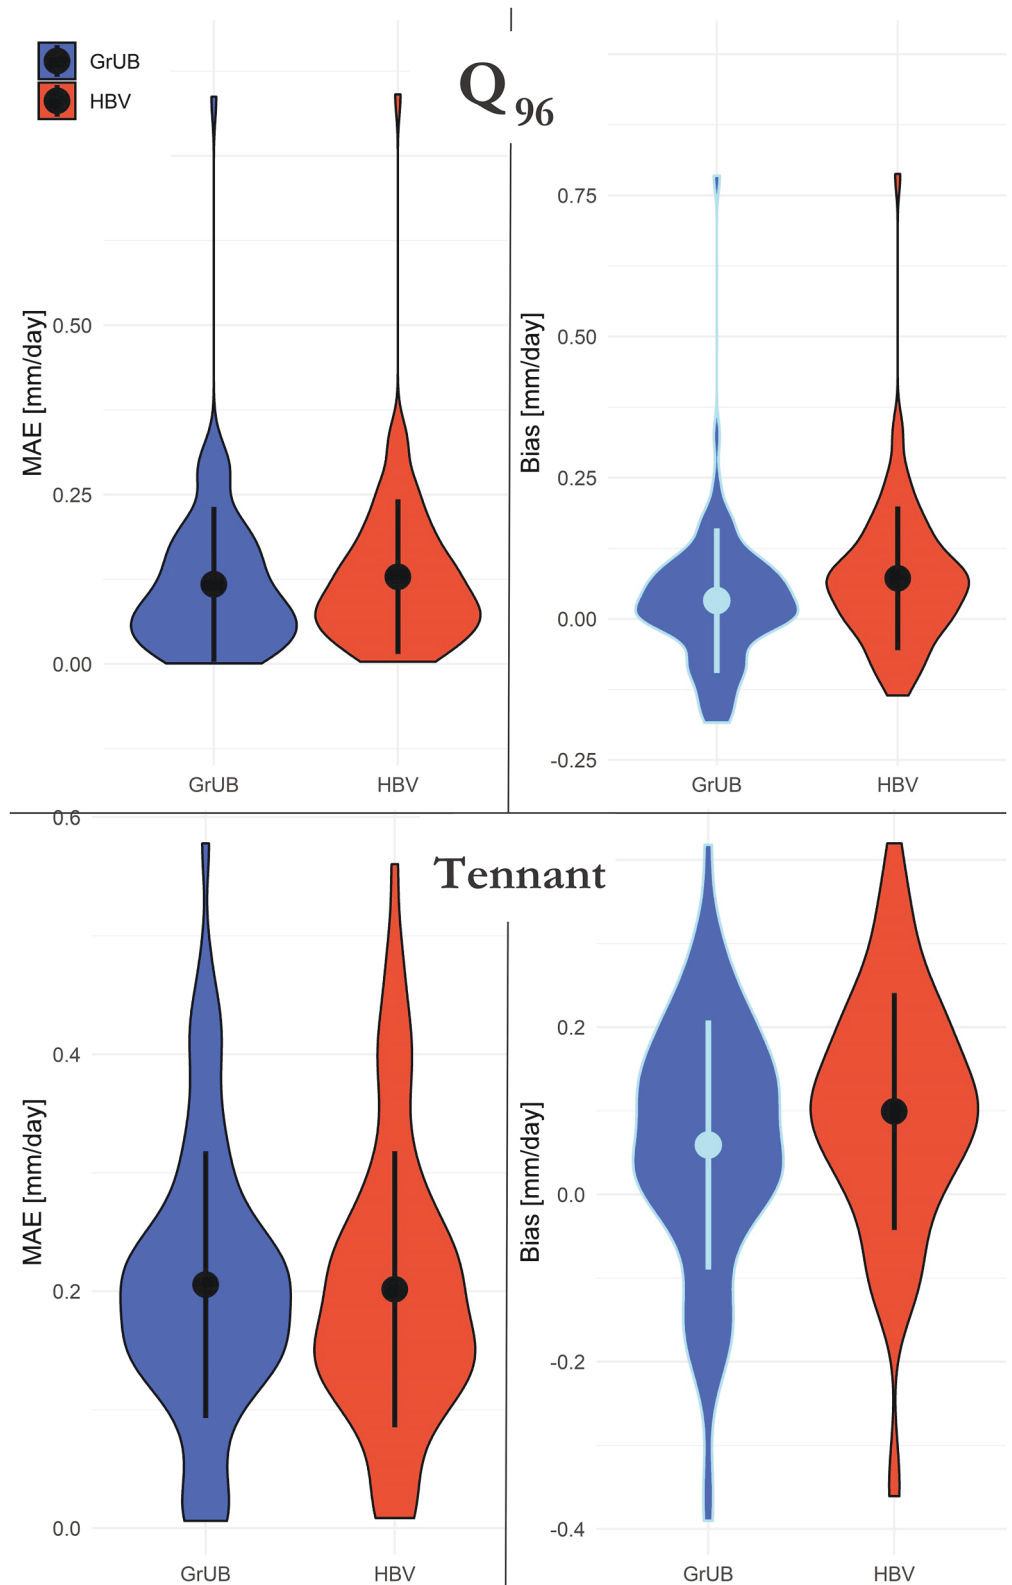 GrUB
HBV
Q96
MAE [mm/day]
0.50
0.25
0.00
GrUB
HBV
Bias [mm/day]
0.75
0.50
0.25
0.00
-0.25
GrUB
HBV
Tennant
MAE [mm/day]
0.6
0.4
0.2
0.0
GrUB
HBV
Bias [mm/day]
0.2
0.0
-0.2
-0.4
GrUB
HBV